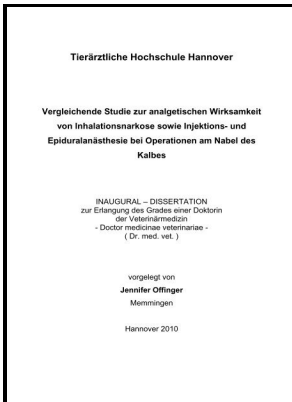 Tierärztliche Hochschule Hannover
Vergleichende Studie zur analgetischen Wirksamkeit
von Inhalationsnarkose sowie Injektions- und
Epiduralanästhesie bei Operationen am Nabel des
Kalbes
INAUGURAL – DISSERTATION
zur Erlangung des Grades einer Doktorin
der Veterinärmedizin
- Doctor medicinae veterinariae -
( Dr. med. vet. )
vorgelegt von
Jennifer Offinger
Memmingen
Hannover 2010